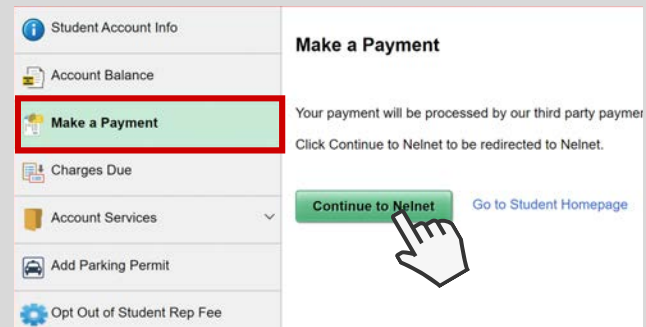 Student Account Info
Account Balance
Make a Payment
Charges Due
Account Services
Add Parking Permit
Opt Out of Student Rep Fee
Make a Payment
Your payment will be processed by our third party
Click Continue to Nelnet to be redirected to Nelnet.
Continue to Nelnet
Go to Student Homepage